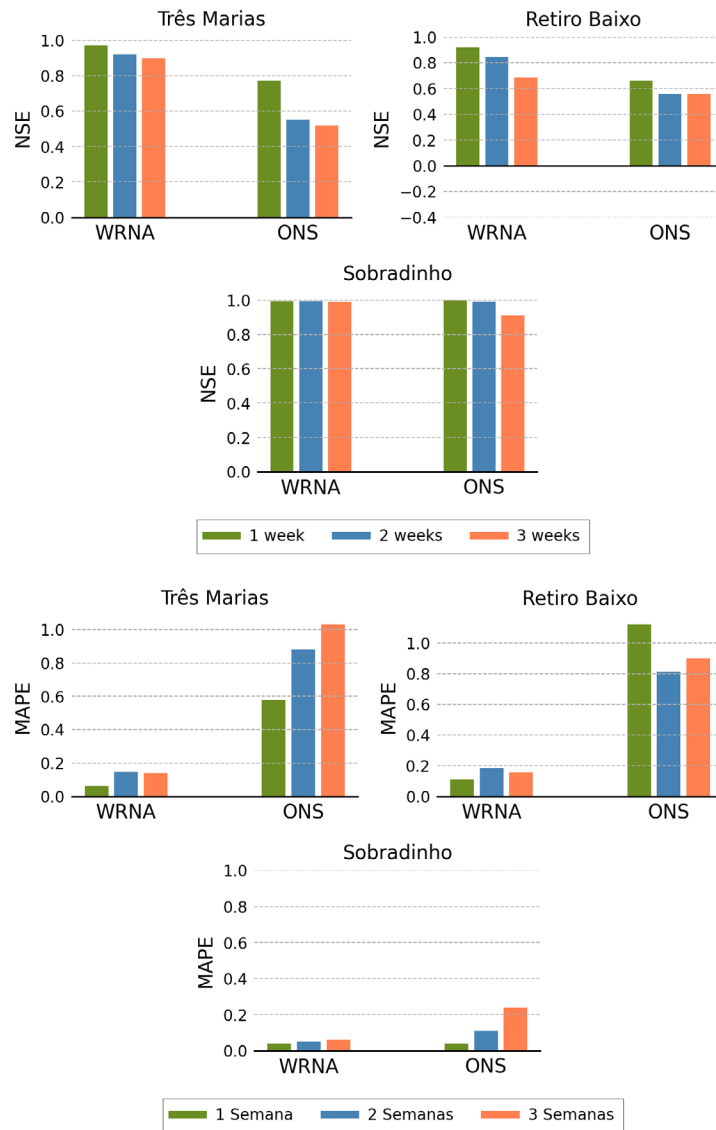 Três Marias
NSE
1.0
0.8
0.6
0.4
0.2
0.0
WRNA ONS
Retiro Baixo
NSE
1.0
0.8
0.6
0.4
0.2
0.0
−0.2
−0.4
WRNA ONS
Sobradinho
NSE
1.0
0.8
0.6
0.4
0.2
0.0
WRNA ONS
1 week 2 weeks 3 weeks
Três Marias
MAPE
1.0
0.8
0.6
0.4
0.2
0.0
WRNA ONS
Retiro Baixo
MAPE
1.0
0.8
0.6
0.4
0.2
0.0
WRNA ONS
Sobradinho
MAPE
1.0
0.8
0.6
0.4
0.2
0.0
WRNA ONS
1 Semana 2 Semanas 3 Semanas